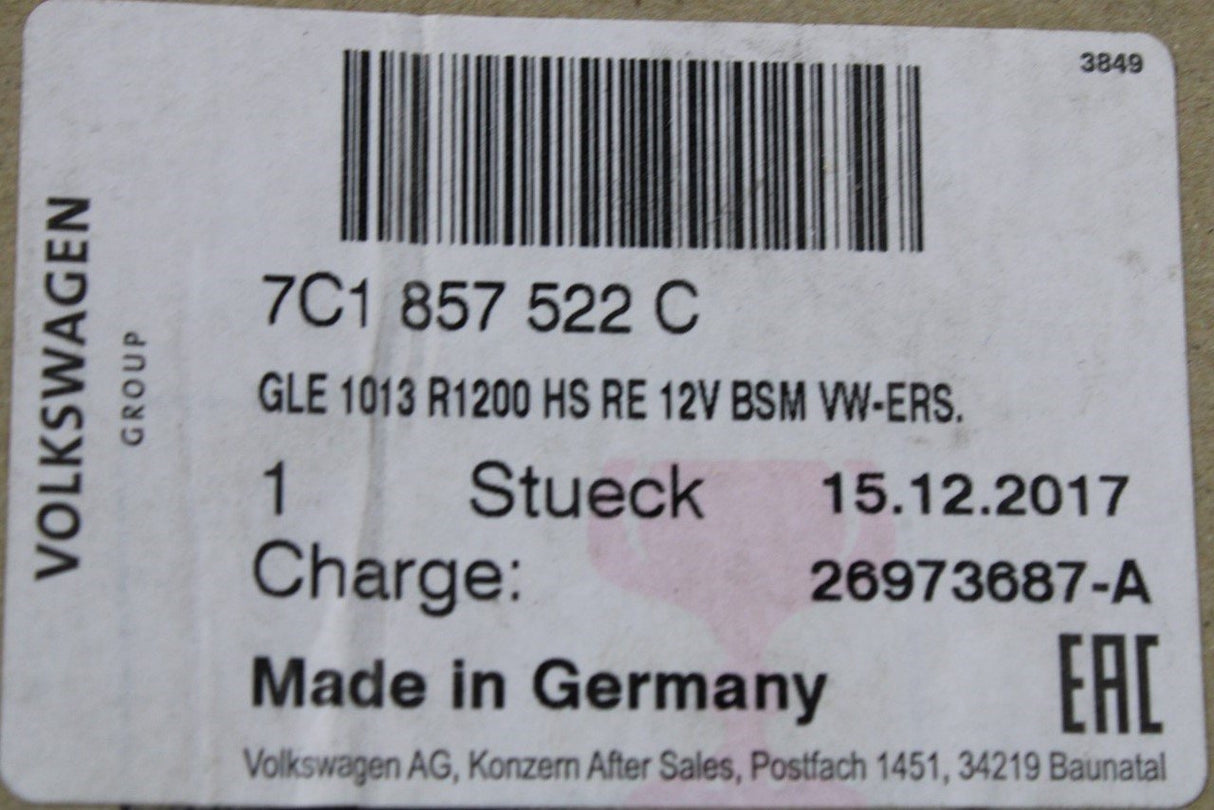 3849
VOLKSWAGEN
GROUP
7C1 857 522 C
GLE 1013 R1200 HS RE 12V BSM VW-ERS.
1 Stueck 15.12.2017
Charge: 26973687-A
Made in Germany
EAC
Volkswagen AG, Konzern After Sales, Postfach 1451, 34219 Baunatal